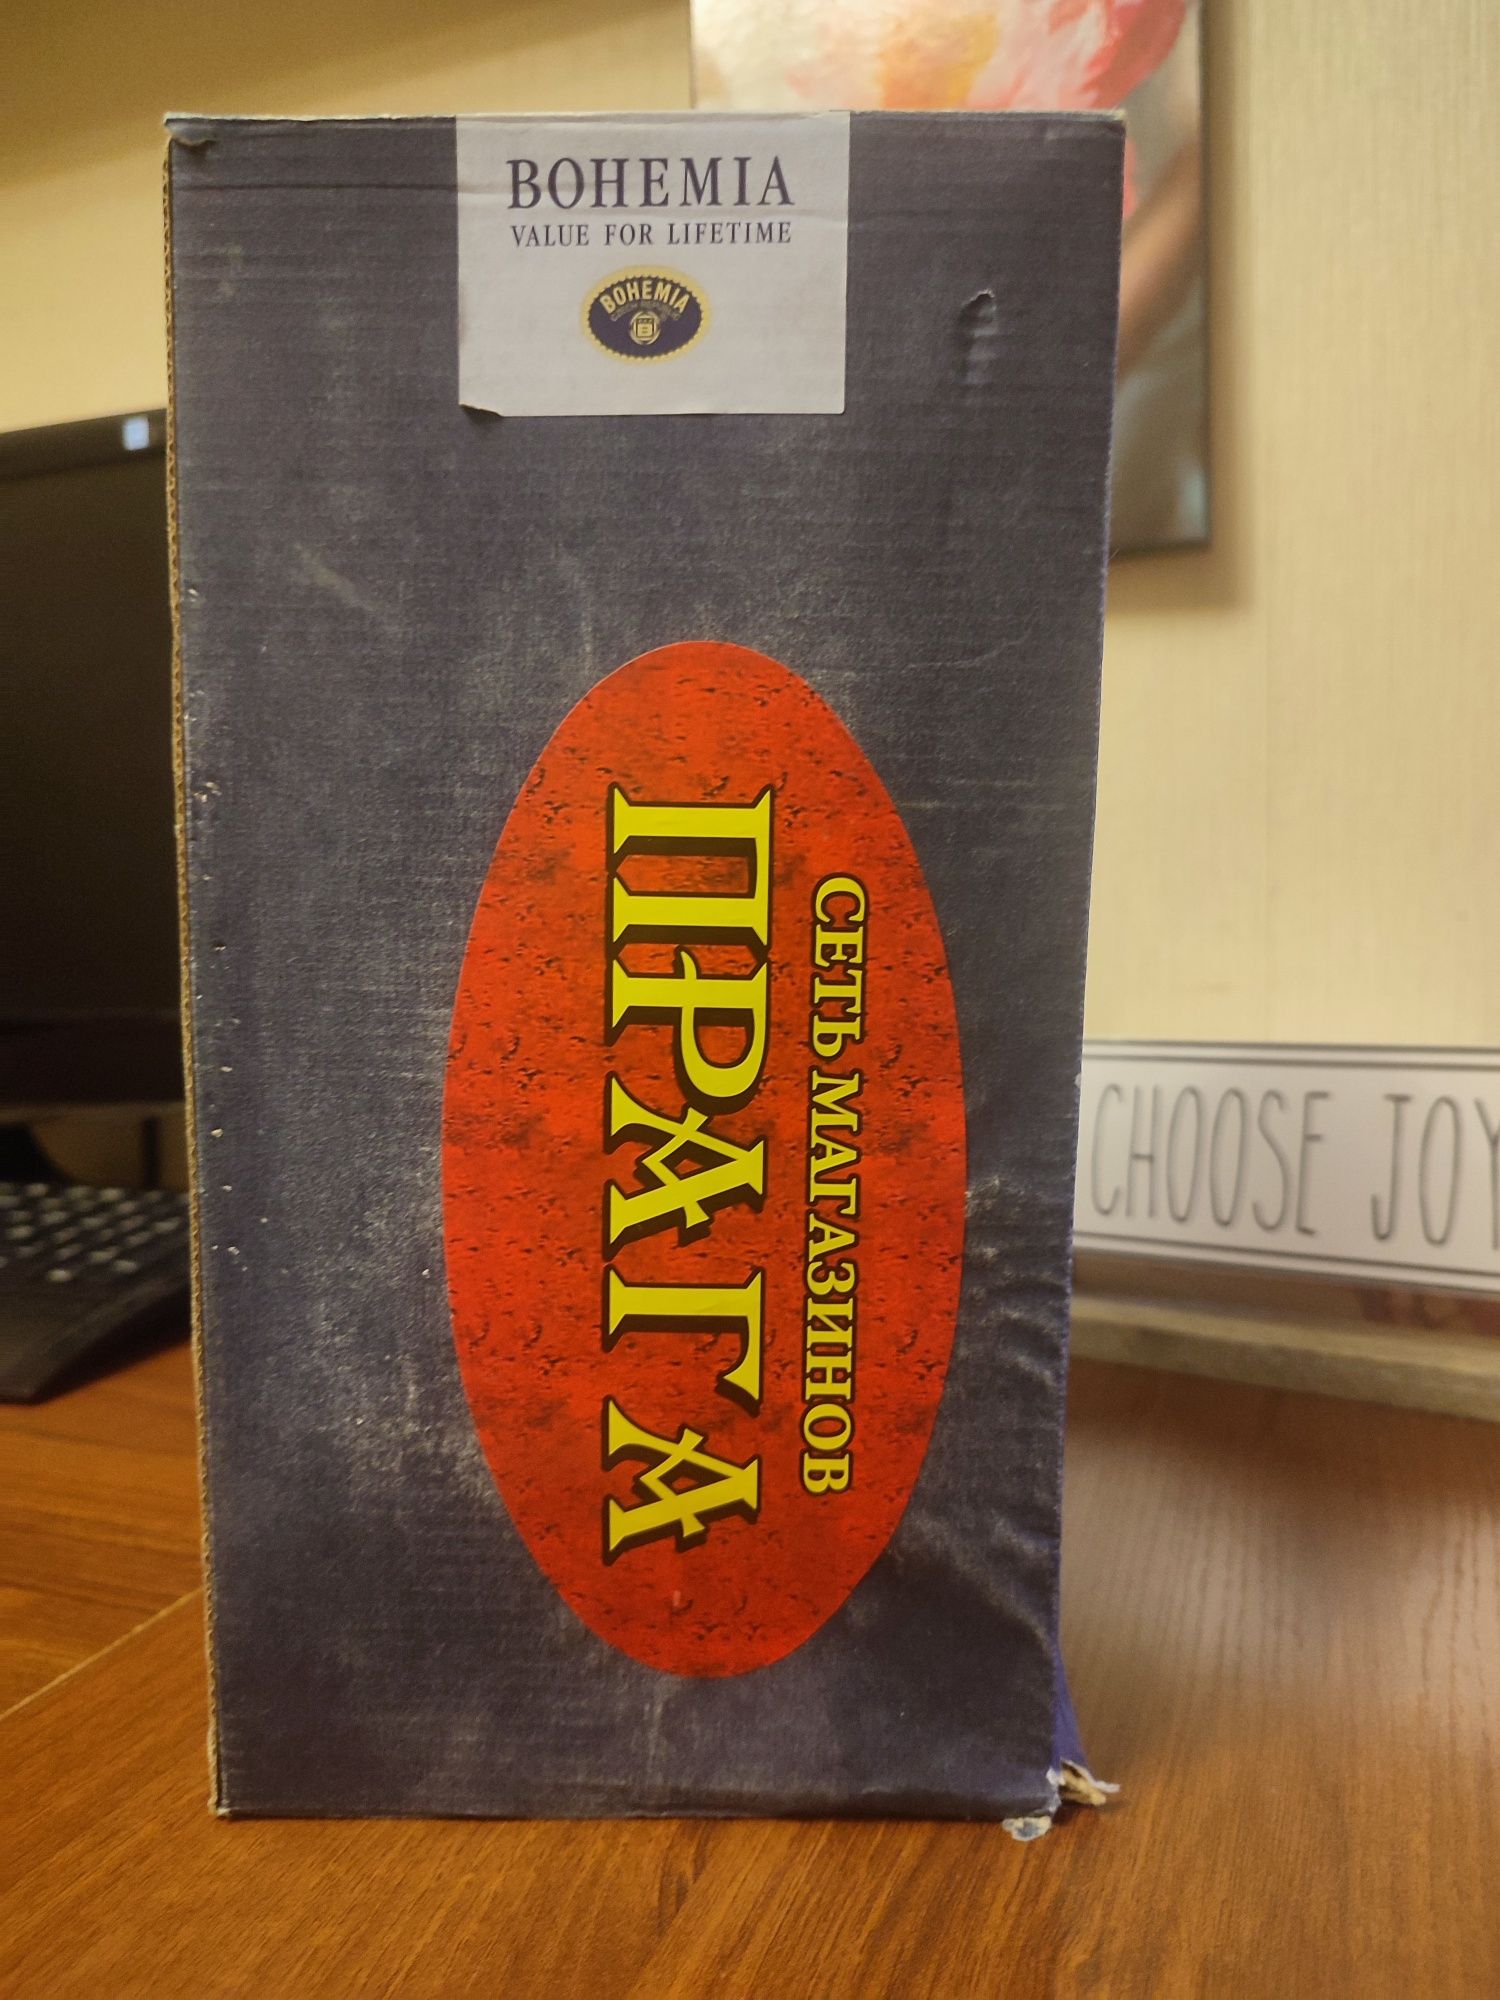 BOHEMIA
VALUE FOR LIFETIME
BOHEMIA
СЕТЬ МАГАЗИНОВ
ПРАГА
CHOOSE JOY